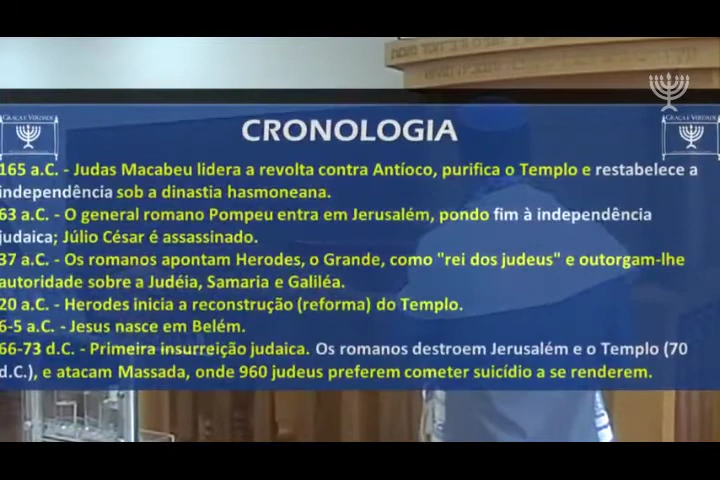 CRONOLOGIA
GRAÇA E VERDADE
GRAÇA E VERDADE
165 a.C. - Judas Macabeu lidera a revolta contra Antíoco, purifica o Templo e restabelece a
independência sob a dinastia hasmoneana.
63 a.C. - O general romano Pompeu entra em Jerusalém, pondo fim à independência
judaica; Júlio César é assassinado.
37 a.C. - Os romanos apontam Herodes, o Grande, como "rei dos judeus" e outorgam-lhe
autoridade sobre a Judéia, Samaria e Galiléa.
20 a.C. - Herodes inicia a reconstrução (reforma) do Templo.
6-5 a.C. - Jesus nasce em Belém.
66-73 d.C. - Primeira insurreição judaica. Os romanos destroem Jerusalém e o Templo (70
d.C.), e atacam Massada, onde 960 judeus preferem cometer suicídio a se renderem.